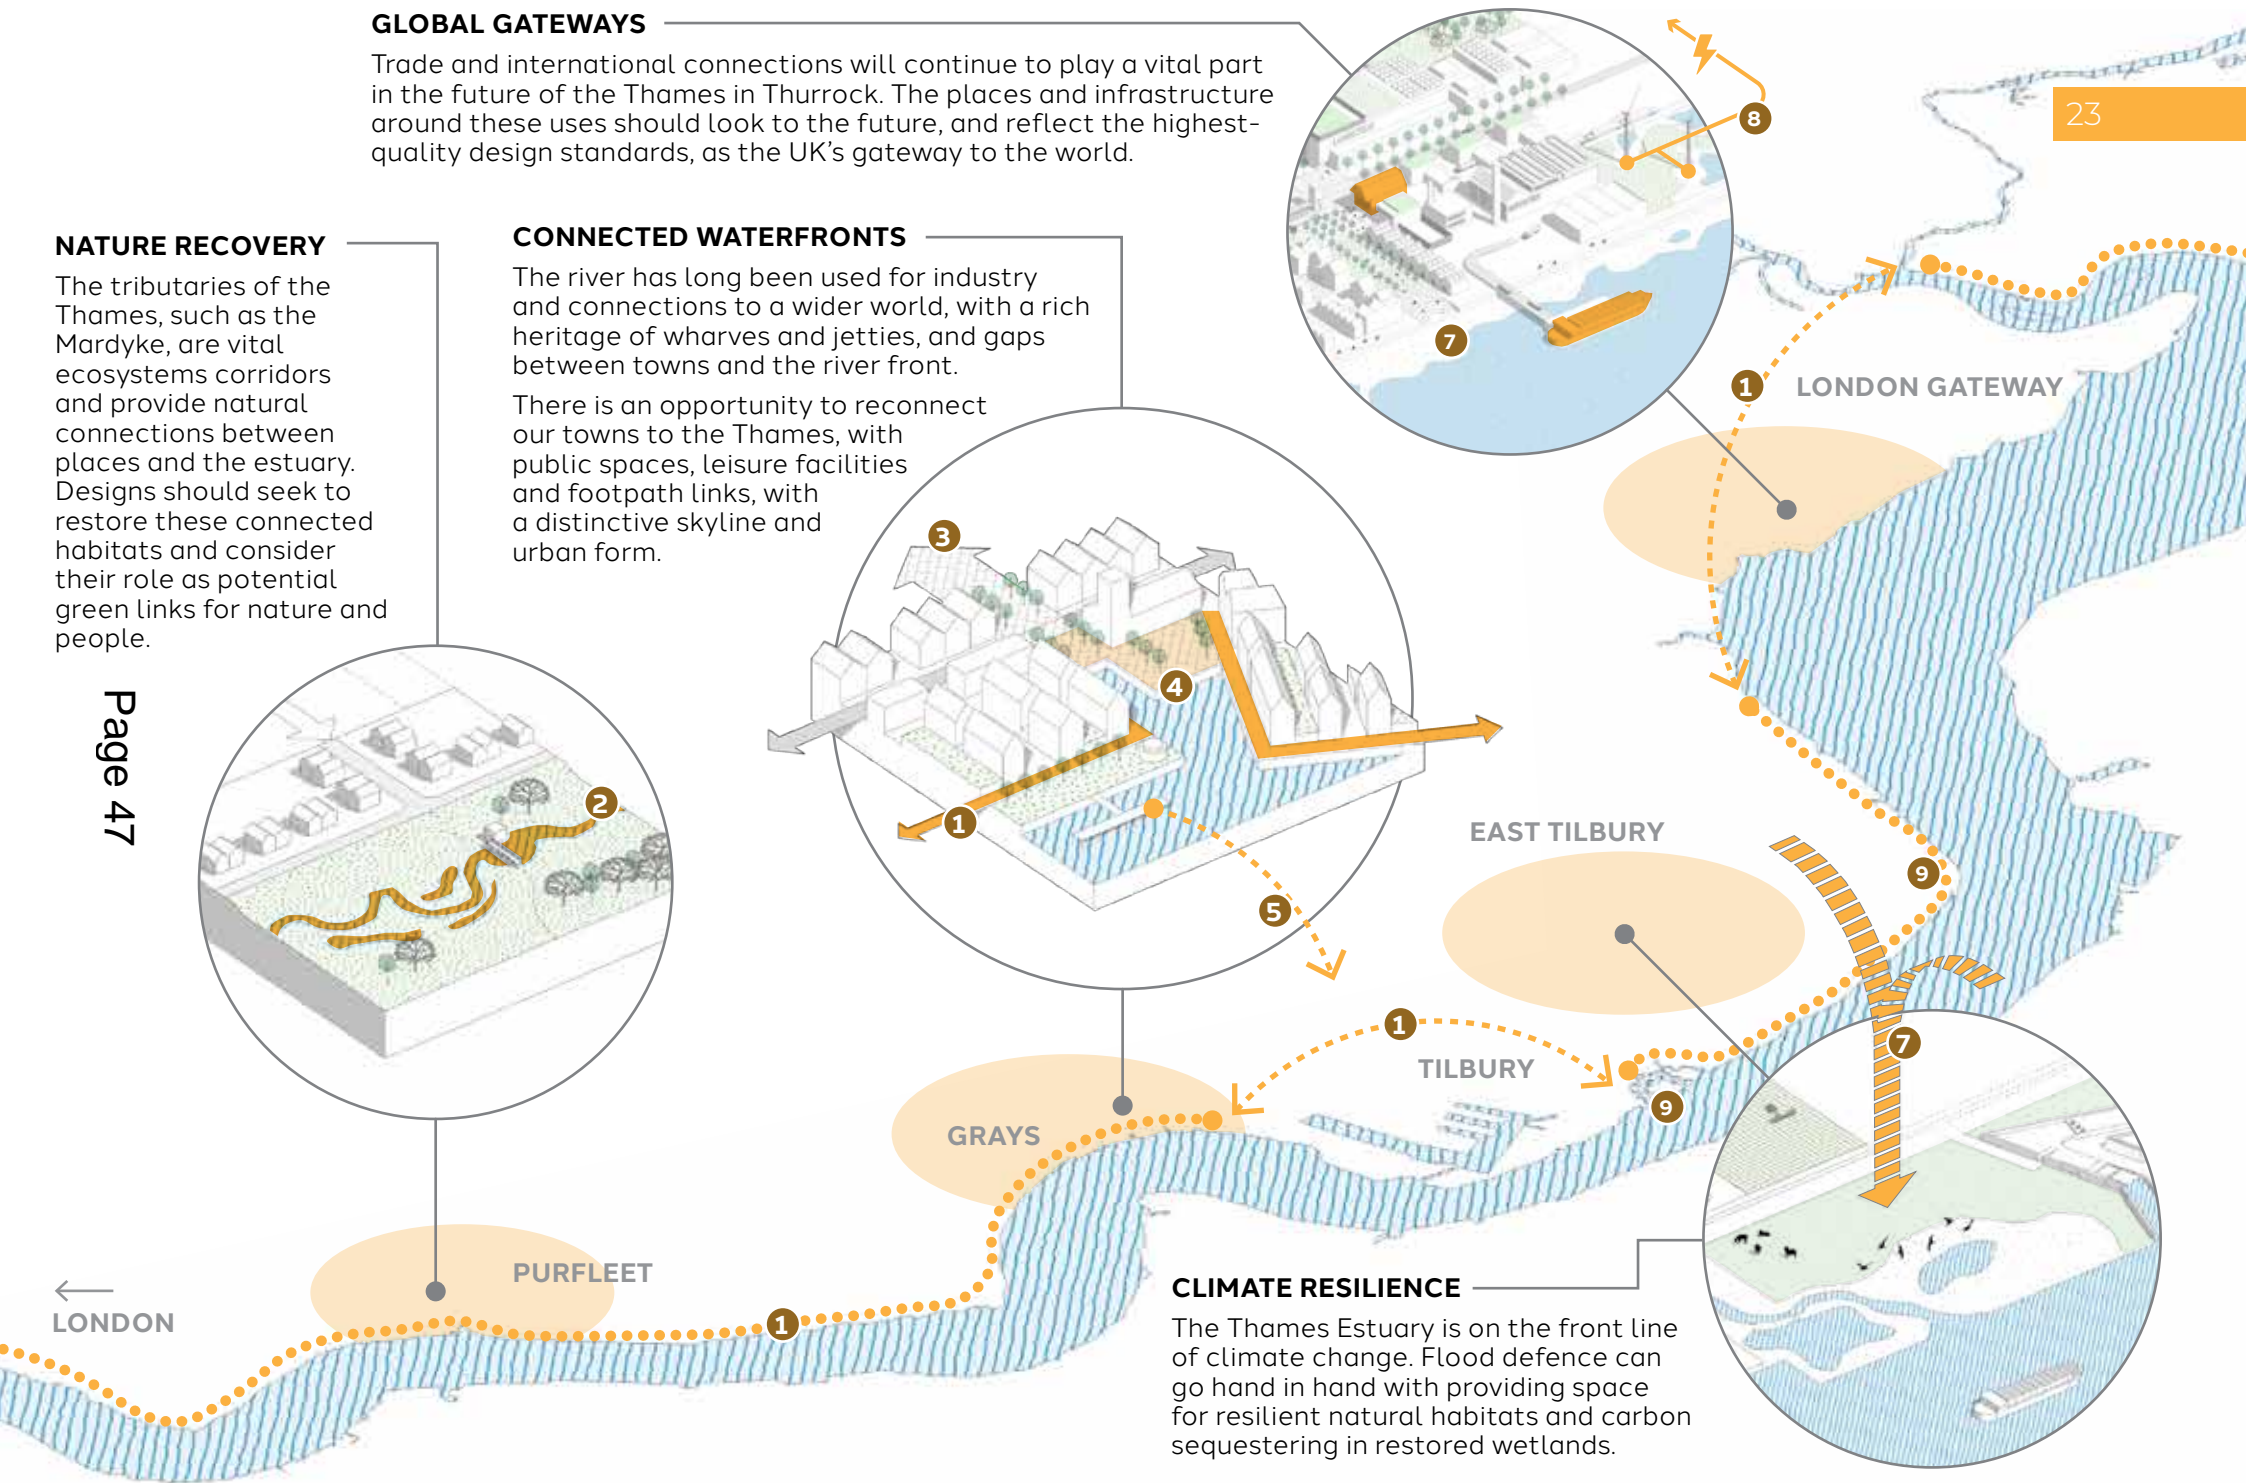 GLOBAL GATEWAYS
Trade and international connections will continue to play a vital part
in the future of the Thames in Thurrock. The places and infrastructure
around these uses should look to the future, and reflect the highest-
quality design standards, as the UK's gateway to the world.
8
23
7
NATURE RECOVERY
The tributaries of the
Thames, such as the
Mardyke, are vital
ecosystems corridors
and provide natural
connections between
places and the estuary.
Designs should seek to
restore these connected
habitats and consider
their role as potential
green links for nature and
people.
CONNECTED WATERFRONTS
The river has long been used for industry
and connections to a wider world, with a rich
heritage of wharves and jetties, and gaps
between towns and the river front.
There is an opportunity to reconnect
our towns to the Thames, with
public spaces, leisure facilities
and footpath links, with
a distinctive skyline and
urban form.
1
LONDON GATEWAY
3
4
1
5
2
Page 47
EAST TILBURY
9
7
1
TILBURY
9
GRAYS
PURFLEET
LONDON
1
CLIMATE RESILIENCE
The Thames Estuary is on the front line
of climate change. Flood defence can
go hand in hand with providing space
for resilient natural habitats and carbon
sequestering in restored wetlands.